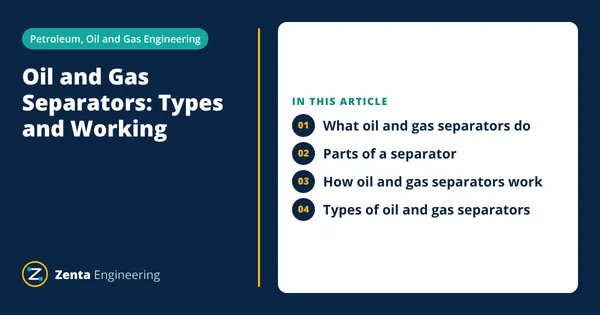 Petroleum, Oil and Gas Engineering
Oil and Gas
Separators: Types
and Working
Zenta Engineering
IN THIS ARTICLE
01 What oil and gas separators do
02 Parts of a separator
03 How oil and gas separators work
04 Types of oil and gas separators